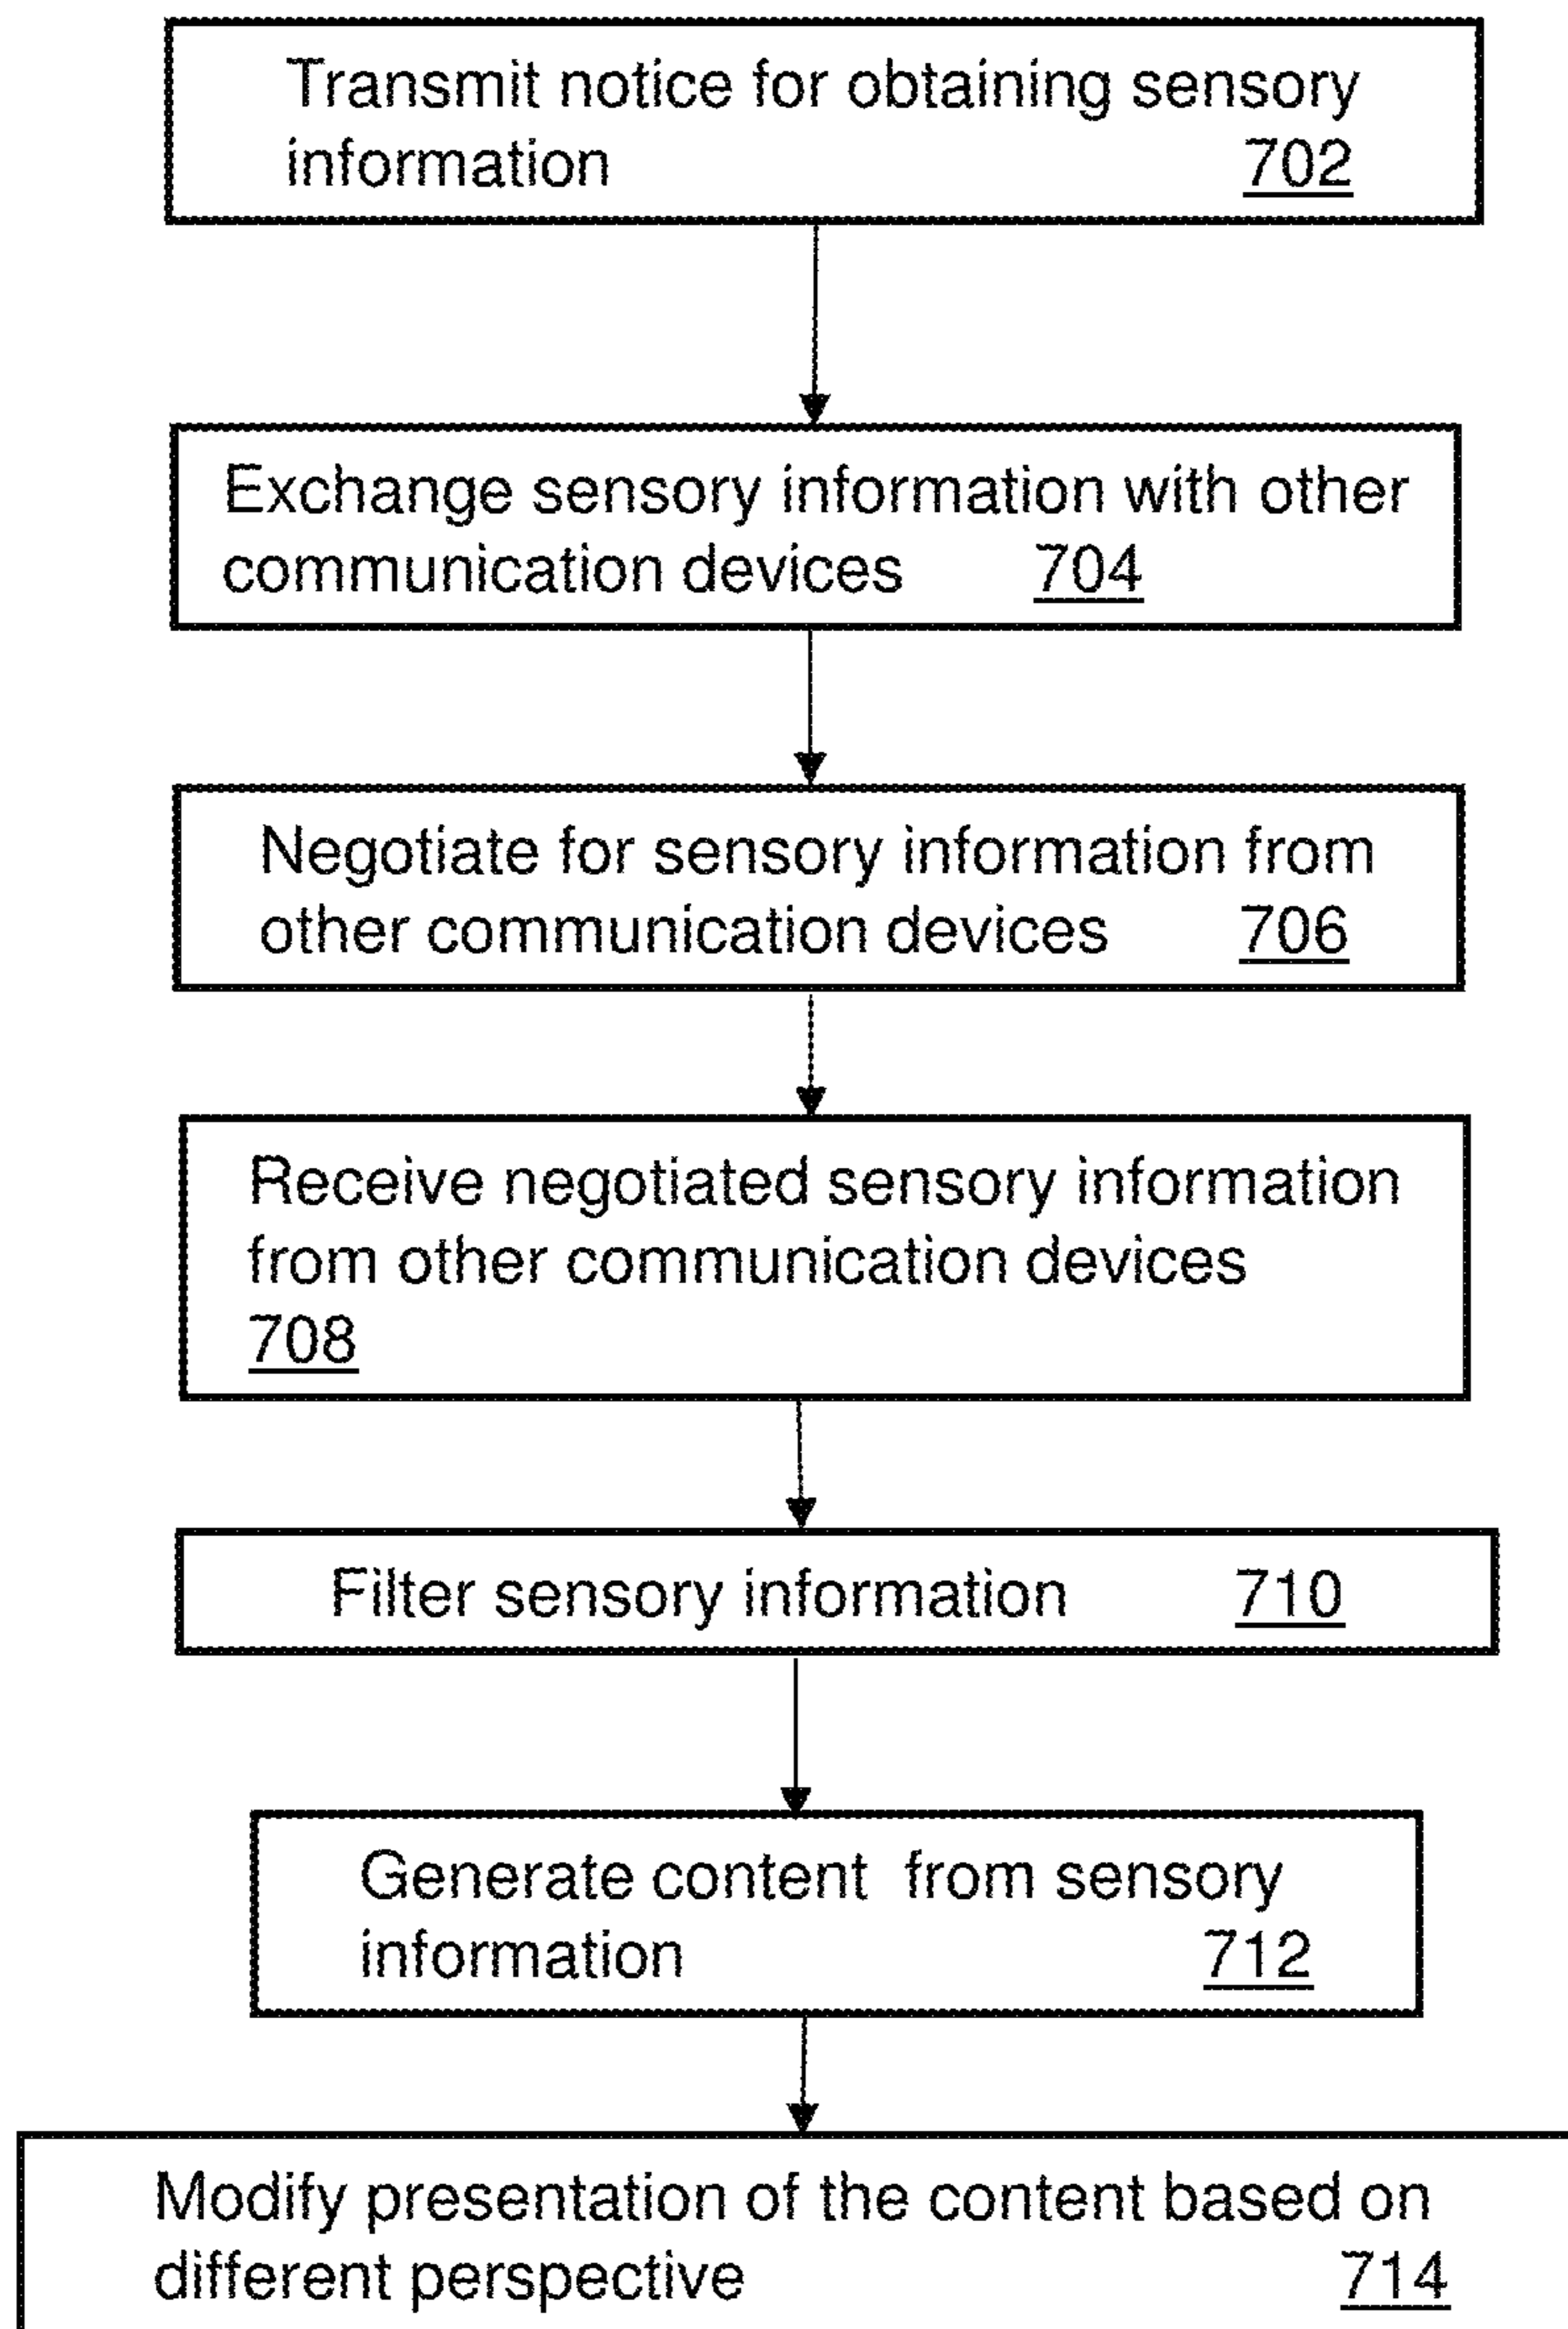 Transmit notice for obtaining sensory
information 702
Exchange sensory information with other
communication devices 704
Negotiate for sensory information from
other communication devices 706
Receive negotiated sensory information
from other communication devices
708
Filter sensory information 710
Generate content from sensory
information 712
Modify presentation of the content based on
different perspective 714